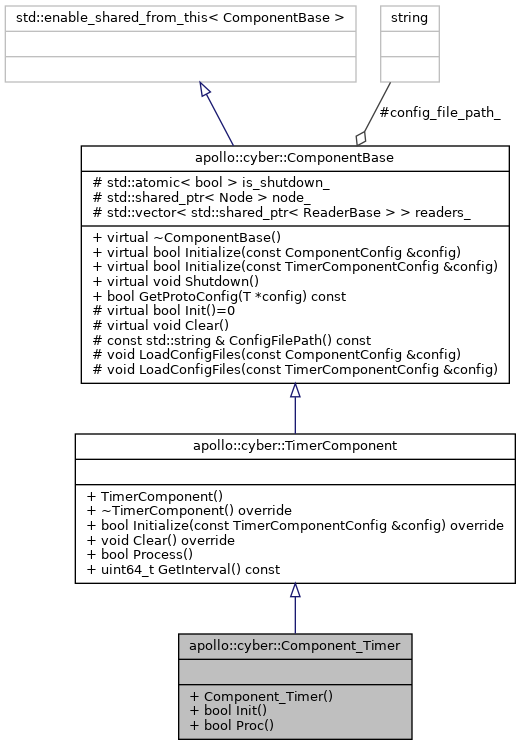 std::enable_shared_from_this< ComponentBase >
string
#config_file_path_
apollo::cyber::ComponentBase
# std::atomic< bool > is_shutdown_
# std::shared_ptr< Node > node_
# std::vector< std::shared_ptr< ReaderBase > > readers_
+ virtual ~ComponentBase()
+ virtual bool Initialize(const ComponentConfig &config)
+ virtual bool Initialize(const TimerComponentConfig &config)
+ virtual void Shutdown()
+ bool GetProtoConfig(T *config) const
# virtual bool Init()=0
# virtual void Clear()
# const std::string & ConfigFilePath() const
# void LoadConfigFiles(const ComponentConfig &config)
# void LoadConfigFiles(const TimerComponentConfig &config)
apollo::cyber::TimerComponent
+ TimerComponent()
+ ~TimerComponent() override
+ bool Initialize(const TimerComponentConfig &config) override
+ void Clear() override
+ bool Process()
+ uint64_t GetInterval() const
apollo::cyber::Component_Timer
+ Component_Timer()
+ bool Init()
+ bool Proc()